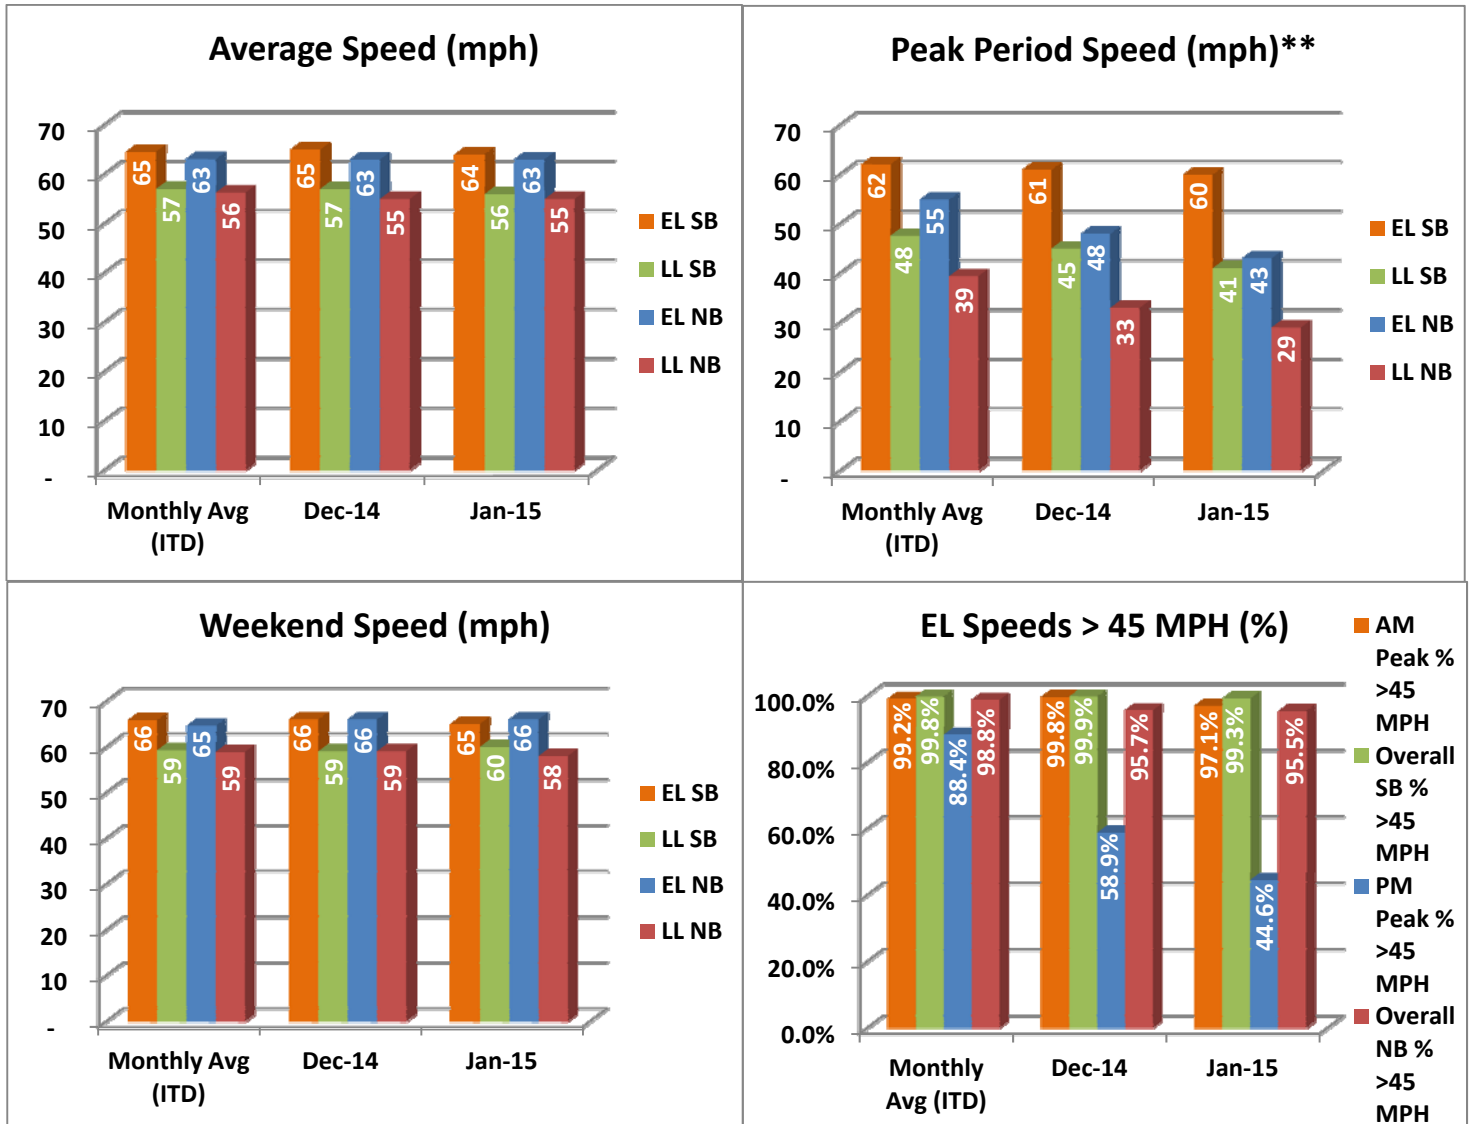 Average Speed (mph)
70
60
50
40
30
20
10
-
65
57
63
56
65
57
63
55
64
56
63
55
Monthly Avg
(ITD)
Dec-14
Jan-15
EL SB
LL SB
EL NB
LL NB
Peak Period Speed (mph)**
70
60
50
40
30
20
10
-
62
48
55
39
61
45
48
33
60
41
43
29
Monthly Avg
(ITD)
Dec-14
Jan-15
EL SB
LL SB
EL NB
LL NB
Weekend Speed (mph)
70
60
50
40
30
20
10
-
66
59
65
59
66
59
66
59
65
60
66
58
Monthly Avg
(ITD)
Dec-14
Jan-15
EL SB
LL SB
EL NB
LL NB
EL Speeds > 45 MPH (%)
100.0%
80.0%
60.0%
40.0%
20.0%
0.0%
99.2%
99.8%
88.4%
98.8%
99.8%
99.9%
58.9%
95.7%
97.1%
99.3%
44.6%
95.5%
Monthly
Avg (ITD)
Dec-14
Jan-15
AM
Peak %
>45
MPH
Overall
SB %
>45
MPH
PM
Peak %
>45
MPH
Overall
NB %
>45
MPH